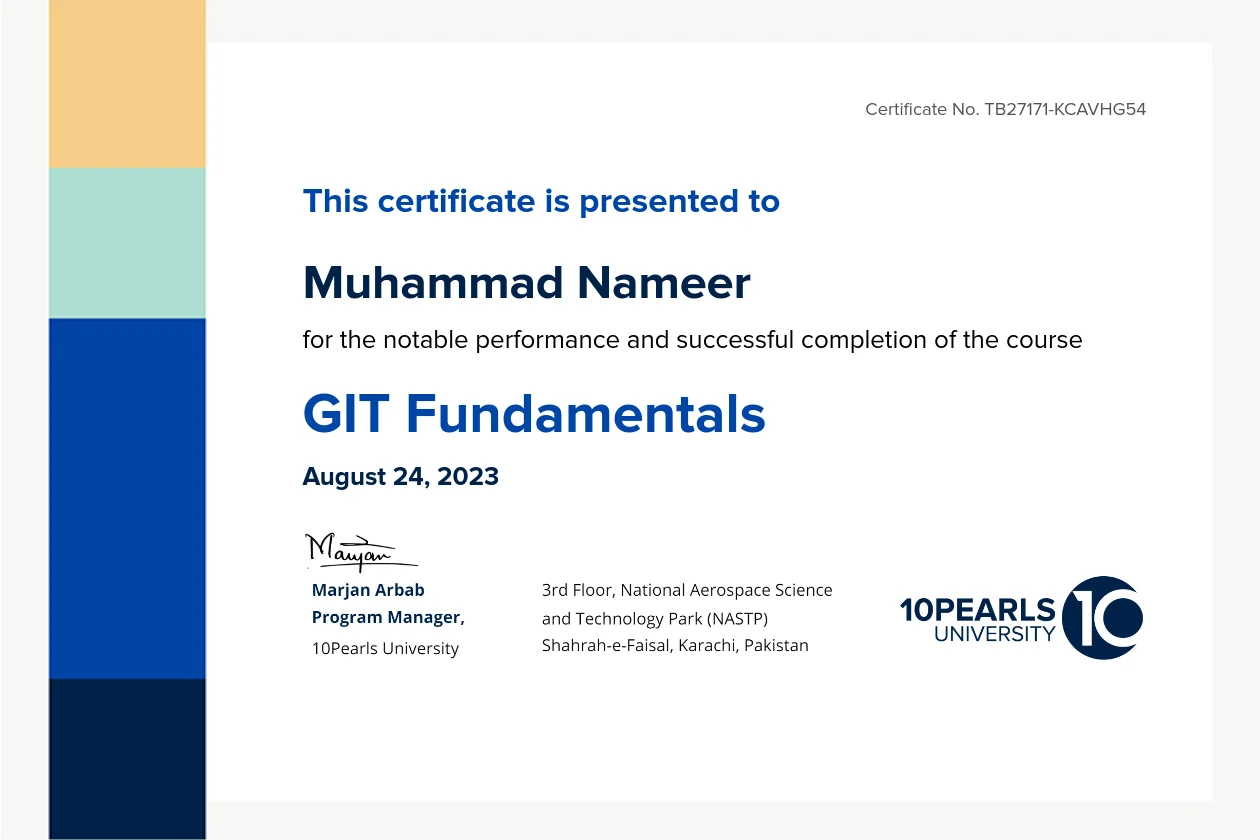 Certificate No. TB27171-KCAVHG54
This certificate is presented to
Muhammad Nameer
for the notable performance and successful completion of the course
GIT Fundamentals
August 24, 2023
Marjan
Marjan Arbab
Program Manager,
10Pearls University
3rd Floor, National Aerospace Science
and Technology Park (NASTP)
Shahrah-e-Faisal, Karachi, Pakistan
10PEARLS
UNIVERSITY
10